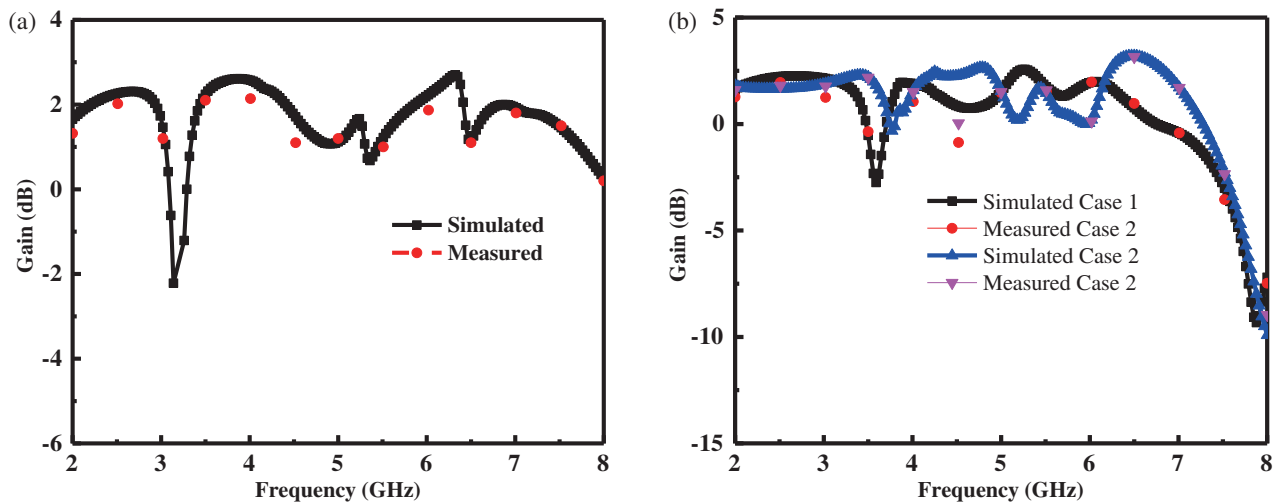 (a)
4
2
0
-2
-4
-6
Gain (dB)
Simulated
Measured
2 3 4 5 6 7 8
Frequency (GHz)
(b)
5
0
-5
-10
-15
Gain (dB)
Simulated Case 1
Measured Case 2
Simulated Case 2
Measured Case 2
2 3 4 5 6 7 8
Frequency (GHz)